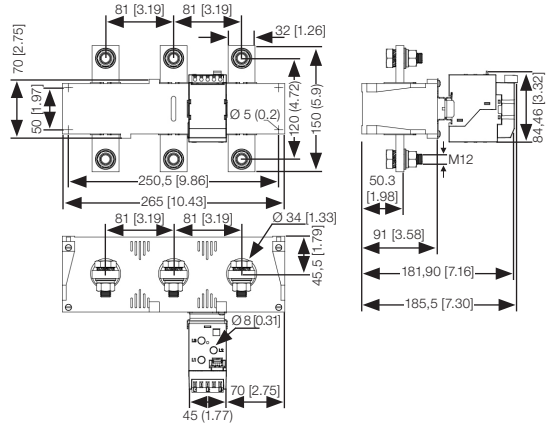 81 [3.19]
81 [3.19]
32 [1.26]
70 [2.75]
50 [1.97]
Ø 5 (0.2)
120 (4.72)
150 (5.9)
250,5 [9.86]
265 [10.43]
84.46 [3.32]
M12
50.3
[1.98]
91 [3.58]
181,90 [7.16]
185,5 [7.30]
81 [3.19]
81 [3.19]
Ø 34 [1.33]
45,5 [1.79]
Ø 8 [0.31]
L3
L2
L1
70 [2.75]
45 (1.77)